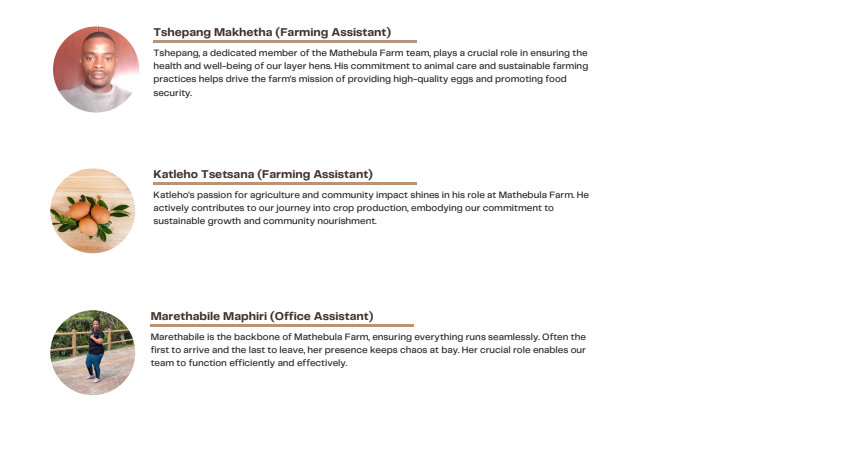 Tshepang Makhetha (Farming Assistant)
Tshepang, a dedicated member of the Mathebula Farm team, plays a crucial role in ensuring the
health and well-being of our layer hens. His commitment to animal care and sustainable farming
practices helps drive the farm's mission of providing high-quality eggs and promoting food
security.
Katleho Tsetsana (Farming Assistant)
Katleho's passion for agriculture and community impact shines in his role at Mathebula Farm. He
actively contributes to our journey into crop production, embodying our commitment to
sustainable growth and community nourishment.
Marethabile Maphiri (Office Assistant)
Marethabile is the backbone of Mathebula Farm, ensuring everything runs seamlessly. Often the
first to arrive and the last to leave, her presence keeps chaos at bay. Her crucial role enables our
team to function efficiently and effectively.